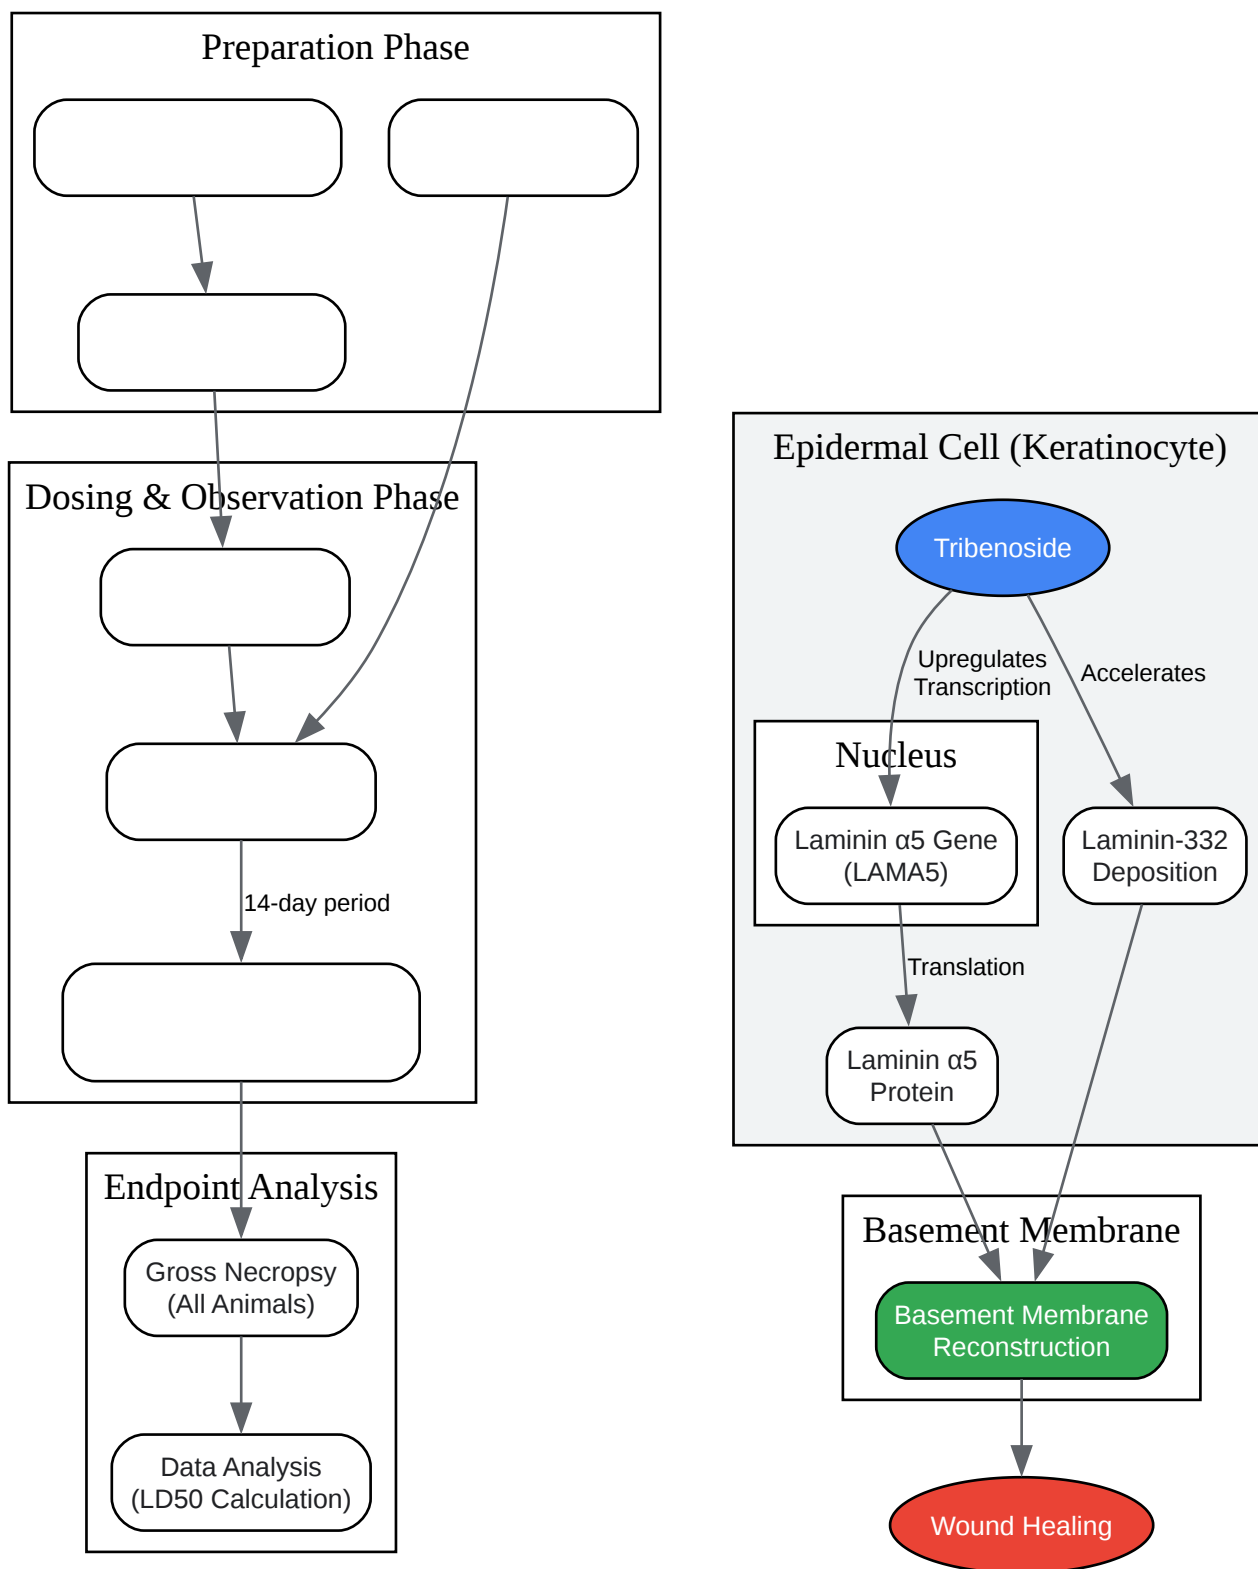 Preparation Phase
Dosing & Observation Phase
14-day period
Endpoint Analysis
Gross Necropsy
(All Animals)
Data Analysis
(LD50 Calculation)
Epidermal Cell (Keratinocyte)
Tribenoside
Upregulates
Transcription
Accelerates
Nucleus
Laminin α5 Gene
(LAMA5)
Laminin-332
Deposition
Translation
Laminin α5
Protein
Basement Membrane
Basement Membrane
Reconstruction
Wound Healing